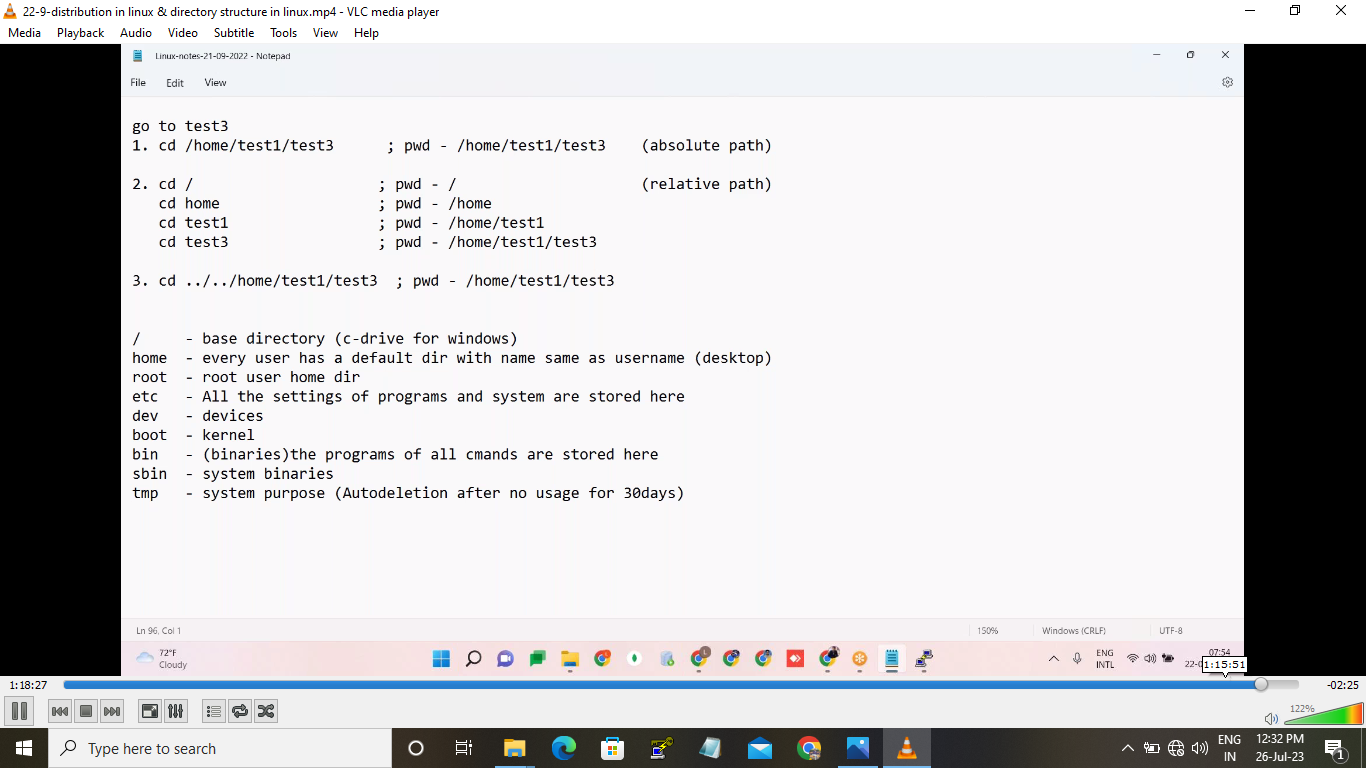 22-9-distribution in linux & directory structure in linux.mp4 - VLC media player
Media Playback Audio Video Subtitle Tools View Help
Linux-notes-21-09-2022 - Notepad
File Edit View
go to test3
1. cd /home/test1/test3 ; pwd - /home/test1/test3 (absolute path)
2. cd / ; pwd - / (relative path)
cd home ; pwd - /home
cd test1 ; pwd - /home/test1
cd test3 ; pwd - /home/test1/test3
3. cd ../../home/test1/test3 ; pwd - /home/test1/test3
/ - base directory (c-drive for windows)
home - every user has a default dir with name same as username (desktop)
root - root user home dir
etc - All the settings of programs and system are stored here
dev - devices
boot - kernel
bin - (binaries)the programs of all cmands are stored here
sbin - system binaries
tmp - system purpose (Autodeletion after no usage for 30days)
Ln 96, Col 1 150% Windows (CRLF) UTF-8
72°F
Cloudy
ENG
INTL
07:54
22-0
1:15:51
1:18:27 -02:25
122%
Type here to search
ENG
IN
12:32 PM
26-Jul-23
1